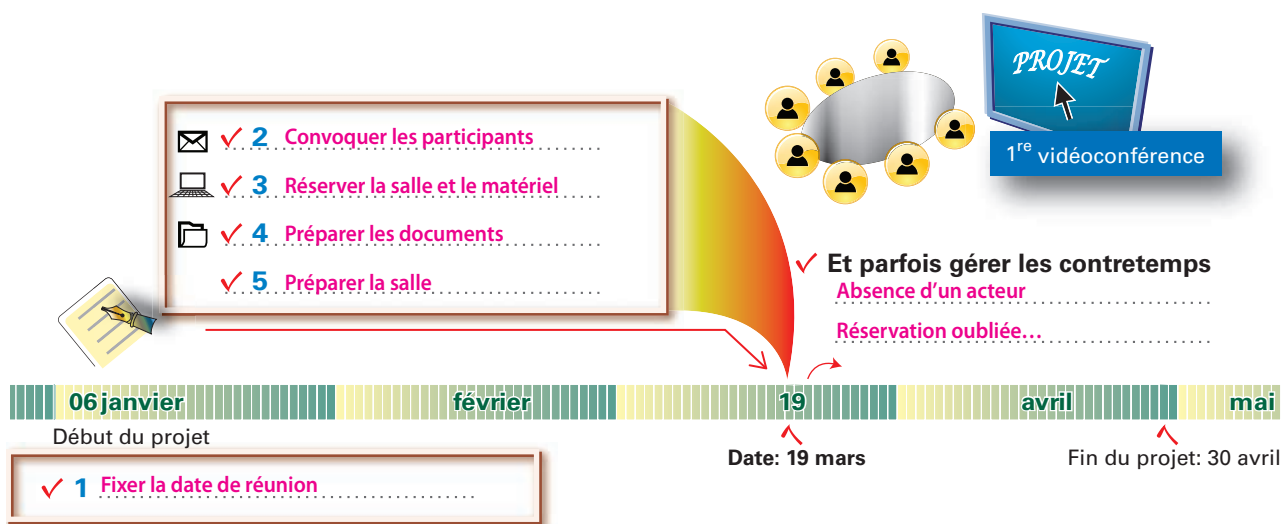 PROJET
1re vidéoconférence
2 Convoquer les participants
3 Réserver la salle et le matériel
4 Préparer les documents
5 Préparer la salle
Et parfois gérer les contretemps
Absence d'un acteur
Réservation oubliée…
06 janvier février 19 avril mai
Début du projet
Date: 19 mars
Fin du projet: 30 avril
1 Fixer la date de réunion